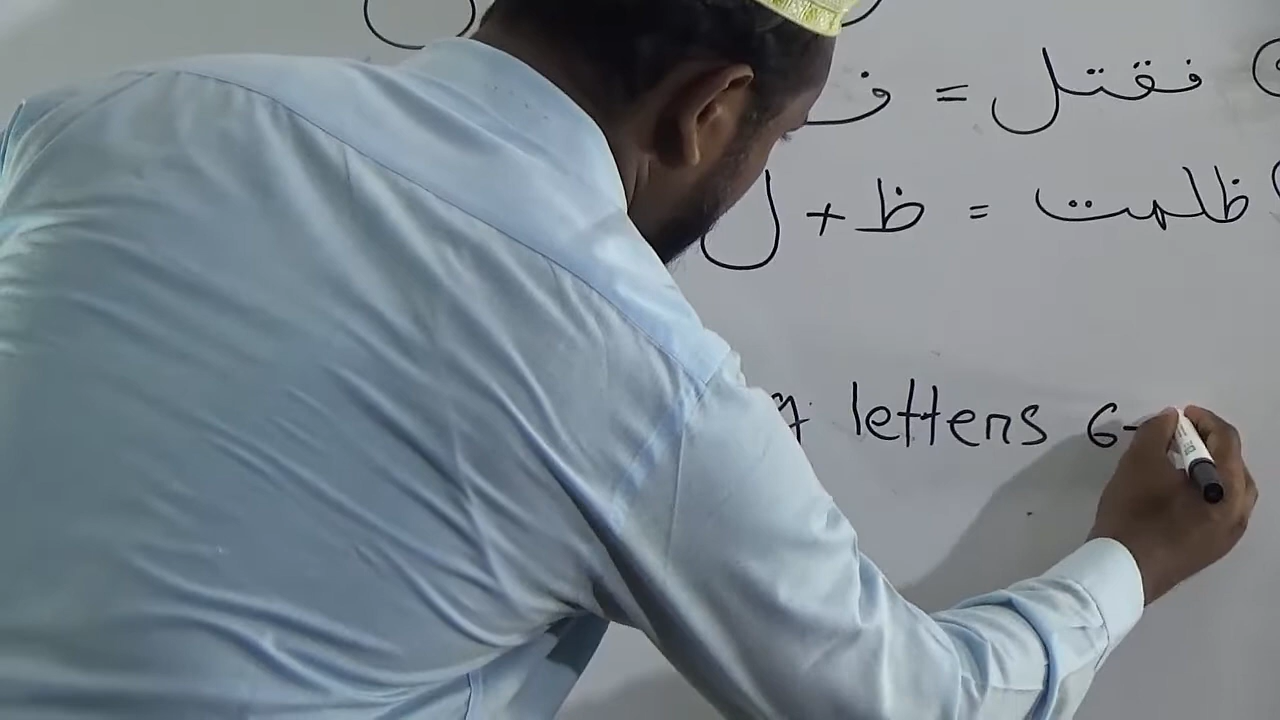 فقتل = ف
ظلمت = ظ + ل
letters 6-